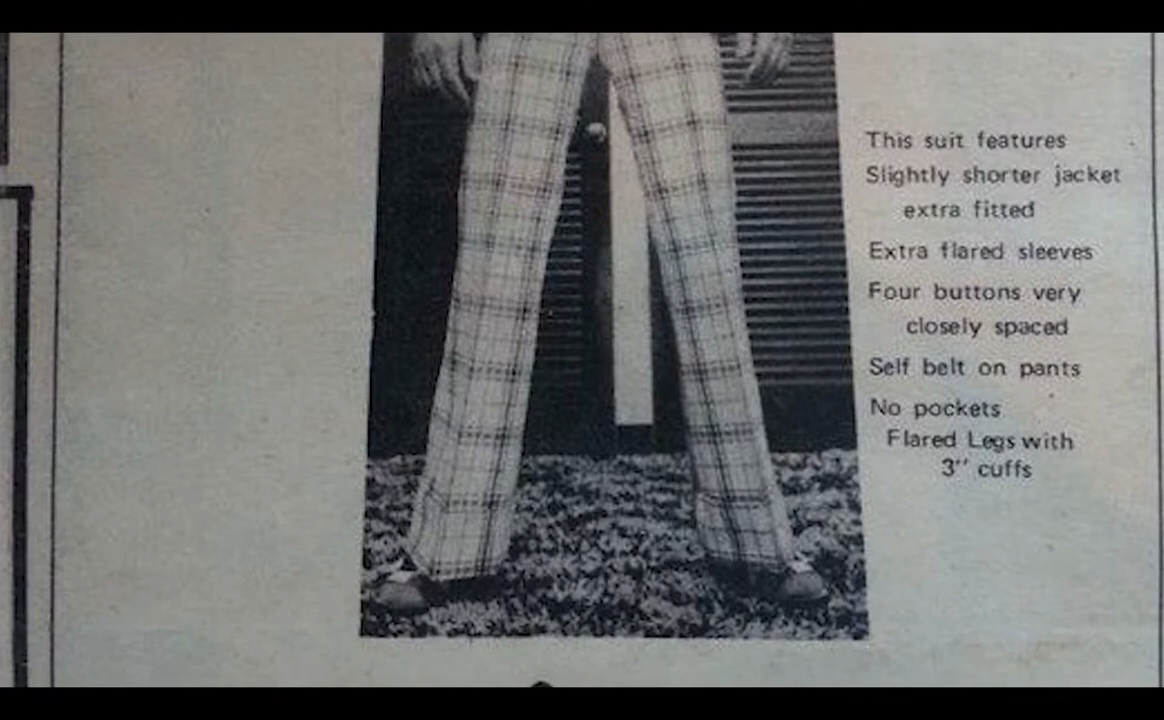 This suit features
Slightly shorter jacket
extra fitted
Extra flared sleeves
Four buttons very
closely spaced
Self belt on pants
No pockets
Flared Legs with
3" cuffs